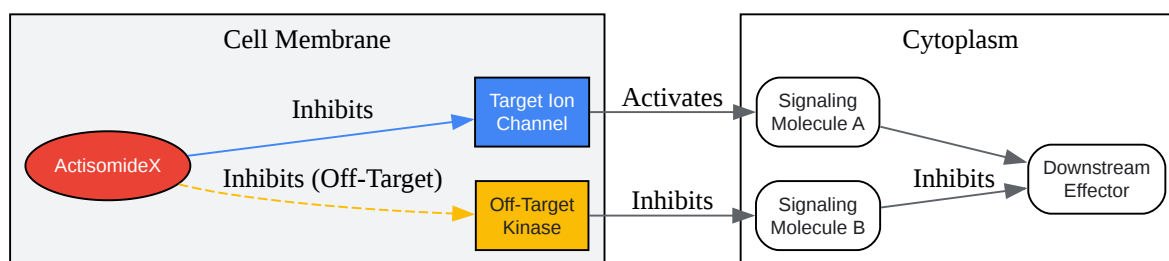 Cell Membrane
Cytoplasm
Inhibits
Target Ion
Channel
Activates
Signaling
Molecule A
ActisomideX
Inhibits (Off-Target)
Inhibits
Downstream
Effector
Off-Target
Kinase
Inhibits
Signaling
Molecule B